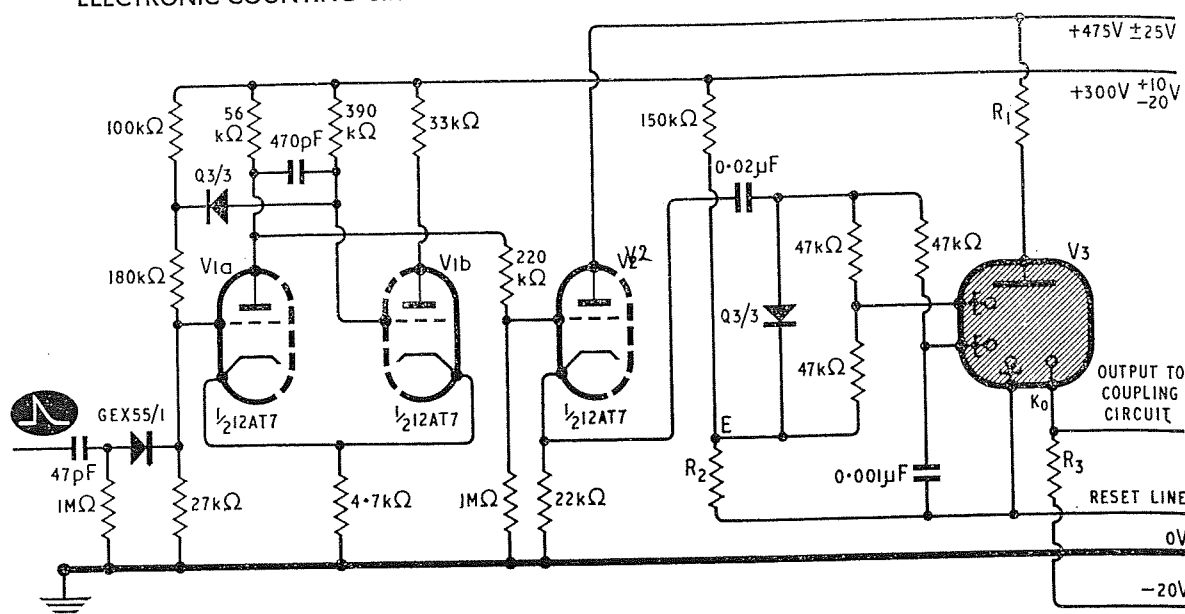 +475V ±25V
+300V +10 -20 V
100kΩ
56
kΩ
390
kΩ
33kΩ
150kΩ
R1
470pF
Q3/3
0·02μF
V1a
V1b
220
kΩ
V2
47kΩ
47kΩ
V3
180kΩ
Q3/3
47kΩ
½12AT7
½12AT7
½12AT7
GEX55/1
E
K0
OUTPUT TO
COUPLING
CIRCUIT
47pF
1MΩ
27kΩ
4·7kΩ
1MΩ
22kΩ
R2
0·001μF
R3
RESET LINE
0V
−20V